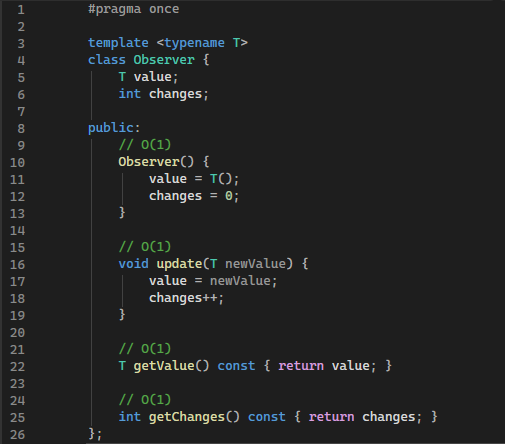 1 #pragma once
2
3 template <typename T>
4 class Observer {
5 T value;
6 int changes;
7
8 public:
9 // O(1)
10 Observer() {
11 value = T();
12 changes = 0;
13 }
14
15 // O(1)
16 void update(T newValue) {
17 value = newValue;
18 changes++;
19 }
20
21 // O(1)
22 T getValue() const { return value; }
23
24 // O(1)
25 int getChanges() const { return changes; }
26 };